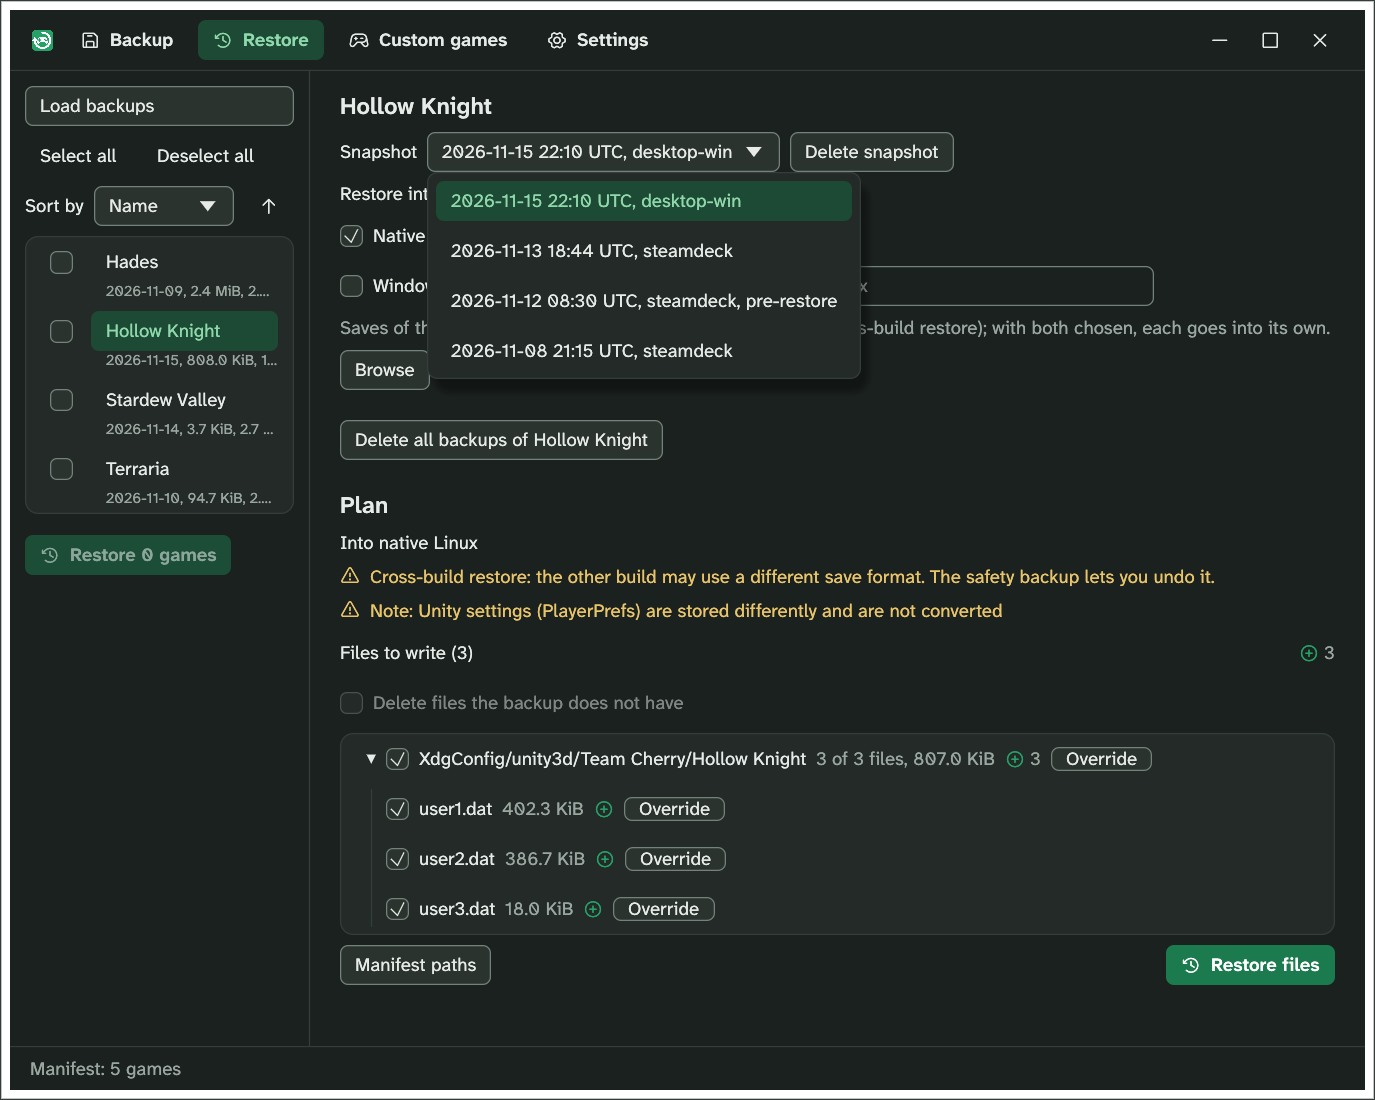 Backup
Restore
Custom games
Settings
Load backups
Select all
Deselect all
Sort by
Name
Hades
2026-11-09, 2.4 MiB, 2....
Hollow Knight
2026-11-15, 808.0 KiB, 1...
Stardew Valley
2026-11-14, 3.7 KiB, 2.7 ...
Terraria
2026-11-10, 94.7 KiB, 2....
Restore 0 games
Hollow Knight
Snapshot
2026-11-15 22:10 UTC, desktop-win
Delete snapshot
2026-11-15 22:10 UTC, desktop-win
2026-11-13 18:44 UTC, steamdeck
2026-11-12 08:30 UTC, steamdeck, pre-restore
2026-11-08 21:15 UTC, steamdeck
Restore int
Native
Windo
x
Saves of th
s-build restore); with both chosen, each goes into its own.
Browse
Delete all backups of Hollow Knight
Plan
Into native Linux
Cross-build restore: the other build may use a different save format. The safety backup lets you undo it.
Note: Unity settings (PlayerPrefs) are stored differently and are not converted
Files to write (3)
3
Delete files the backup does not have
XdgConfig/unity3d/Team Cherry/Hollow Knight 3 of 3 files, 807.0 KiB 3 Override
user1.dat 402.3 KiB Override
user2.dat 386.7 KiB Override
user3.dat 18.0 KiB Override
Manifest paths
Restore files
Manifest: 5 games